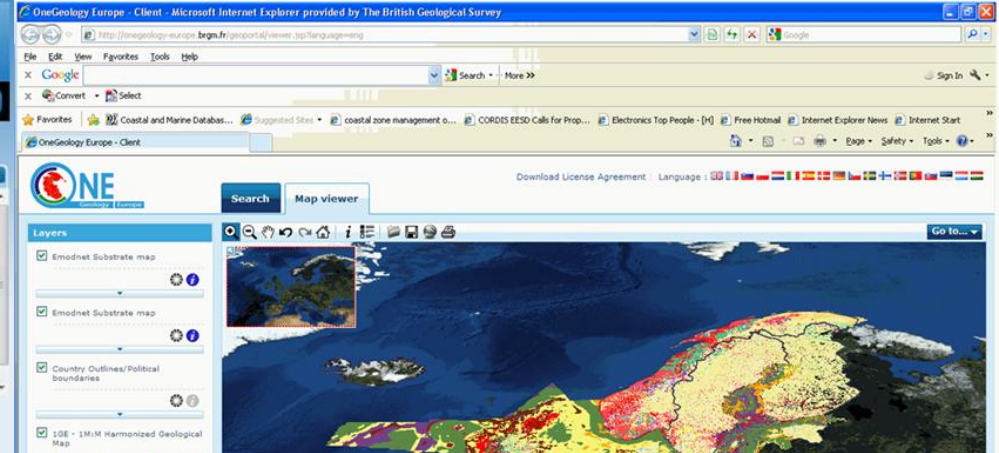 OneGeology Europe - Client - Microsoft Internet Explorer provided by The British Geological Survey
http://onegeology-europe.brgm.fr/geoportal/viewer.jsp?language=eng
Google
File Edit View Favorites Tools Help
x Google Search More >> Sign In
x Convert Select
Favorites Coastal and Marine Databas... Suggested Sites coastal zone management o... CORDIS EESD Calls for Prop... Electronics Top People - [H] Free Hotmail Internet Explorer News Internet Start »
OneGeology Europe - Client Page Safety Tools »
ONE
Geology Europe
Download License Agreement Language :
Search Map viewer
Layers
Go to...
Emodnet Substrate map
Emodnet Substrate map
Country Outlines/Political
boundaries
1GE - 1M:M Harmonized Geological
Map